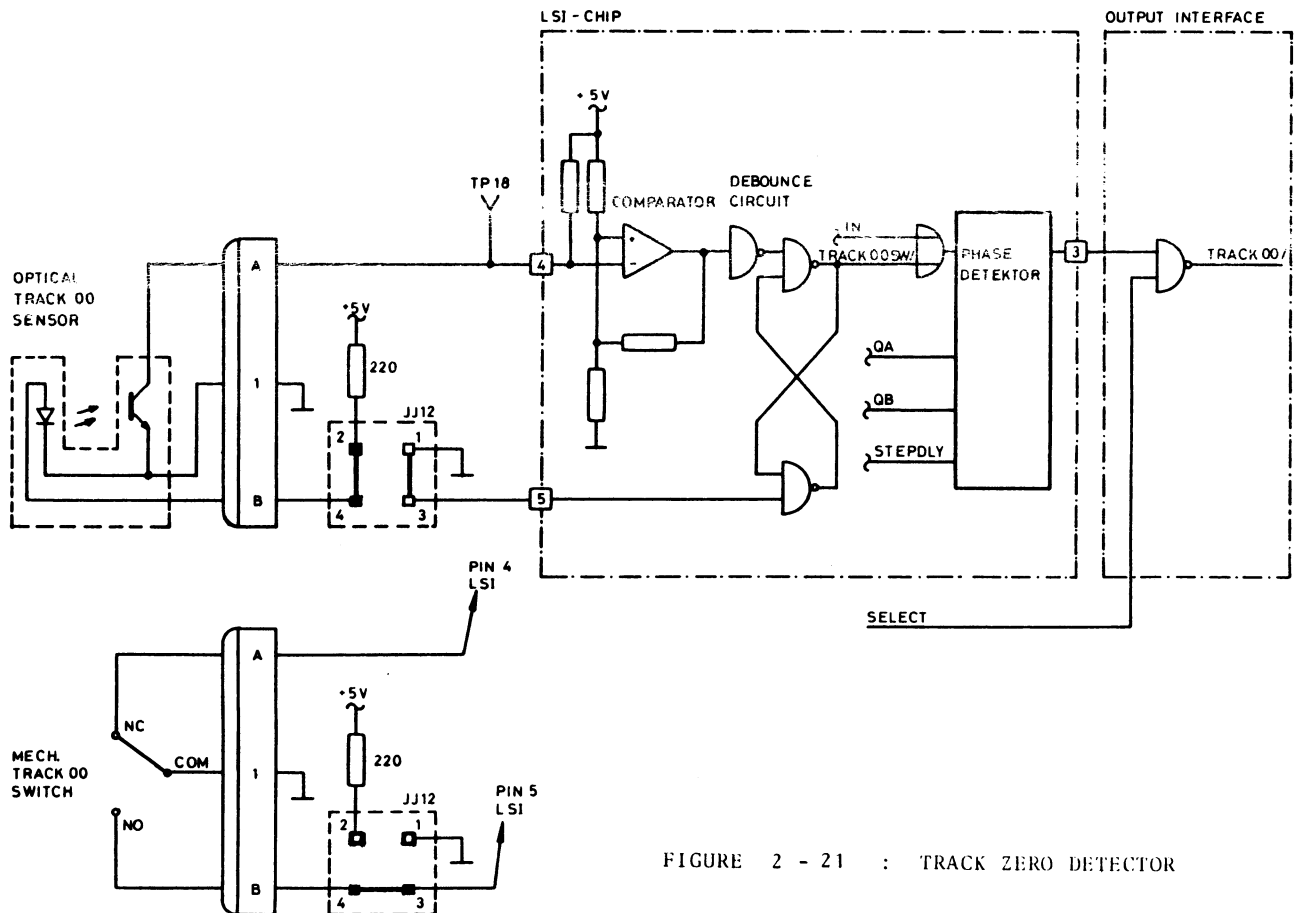 LSI - CHIP
OUTPUT INTERFACE
+ 5V
TP 18
COMPARATOR
DEBOUNCE
CIRCUIT
IN
TRACK 00SW/
PHASE
DETEKTOR
4
3
TRACK 00/
OPTICAL
TRACK 00
SENSOR
A
1
B
+5V
220
JJ12
2
1
4
3
5
QA
QB
STEPDLY
SELECT
PIN 4
LSI
A
1
B
MECH.
TRACK 00
SWITCH
NC
COM
NO
+5V
220
JJ12
2
1
4
3
PIN 5
LSI
FIGURE 2 - 21 : TRACK ZERO DETECTOR